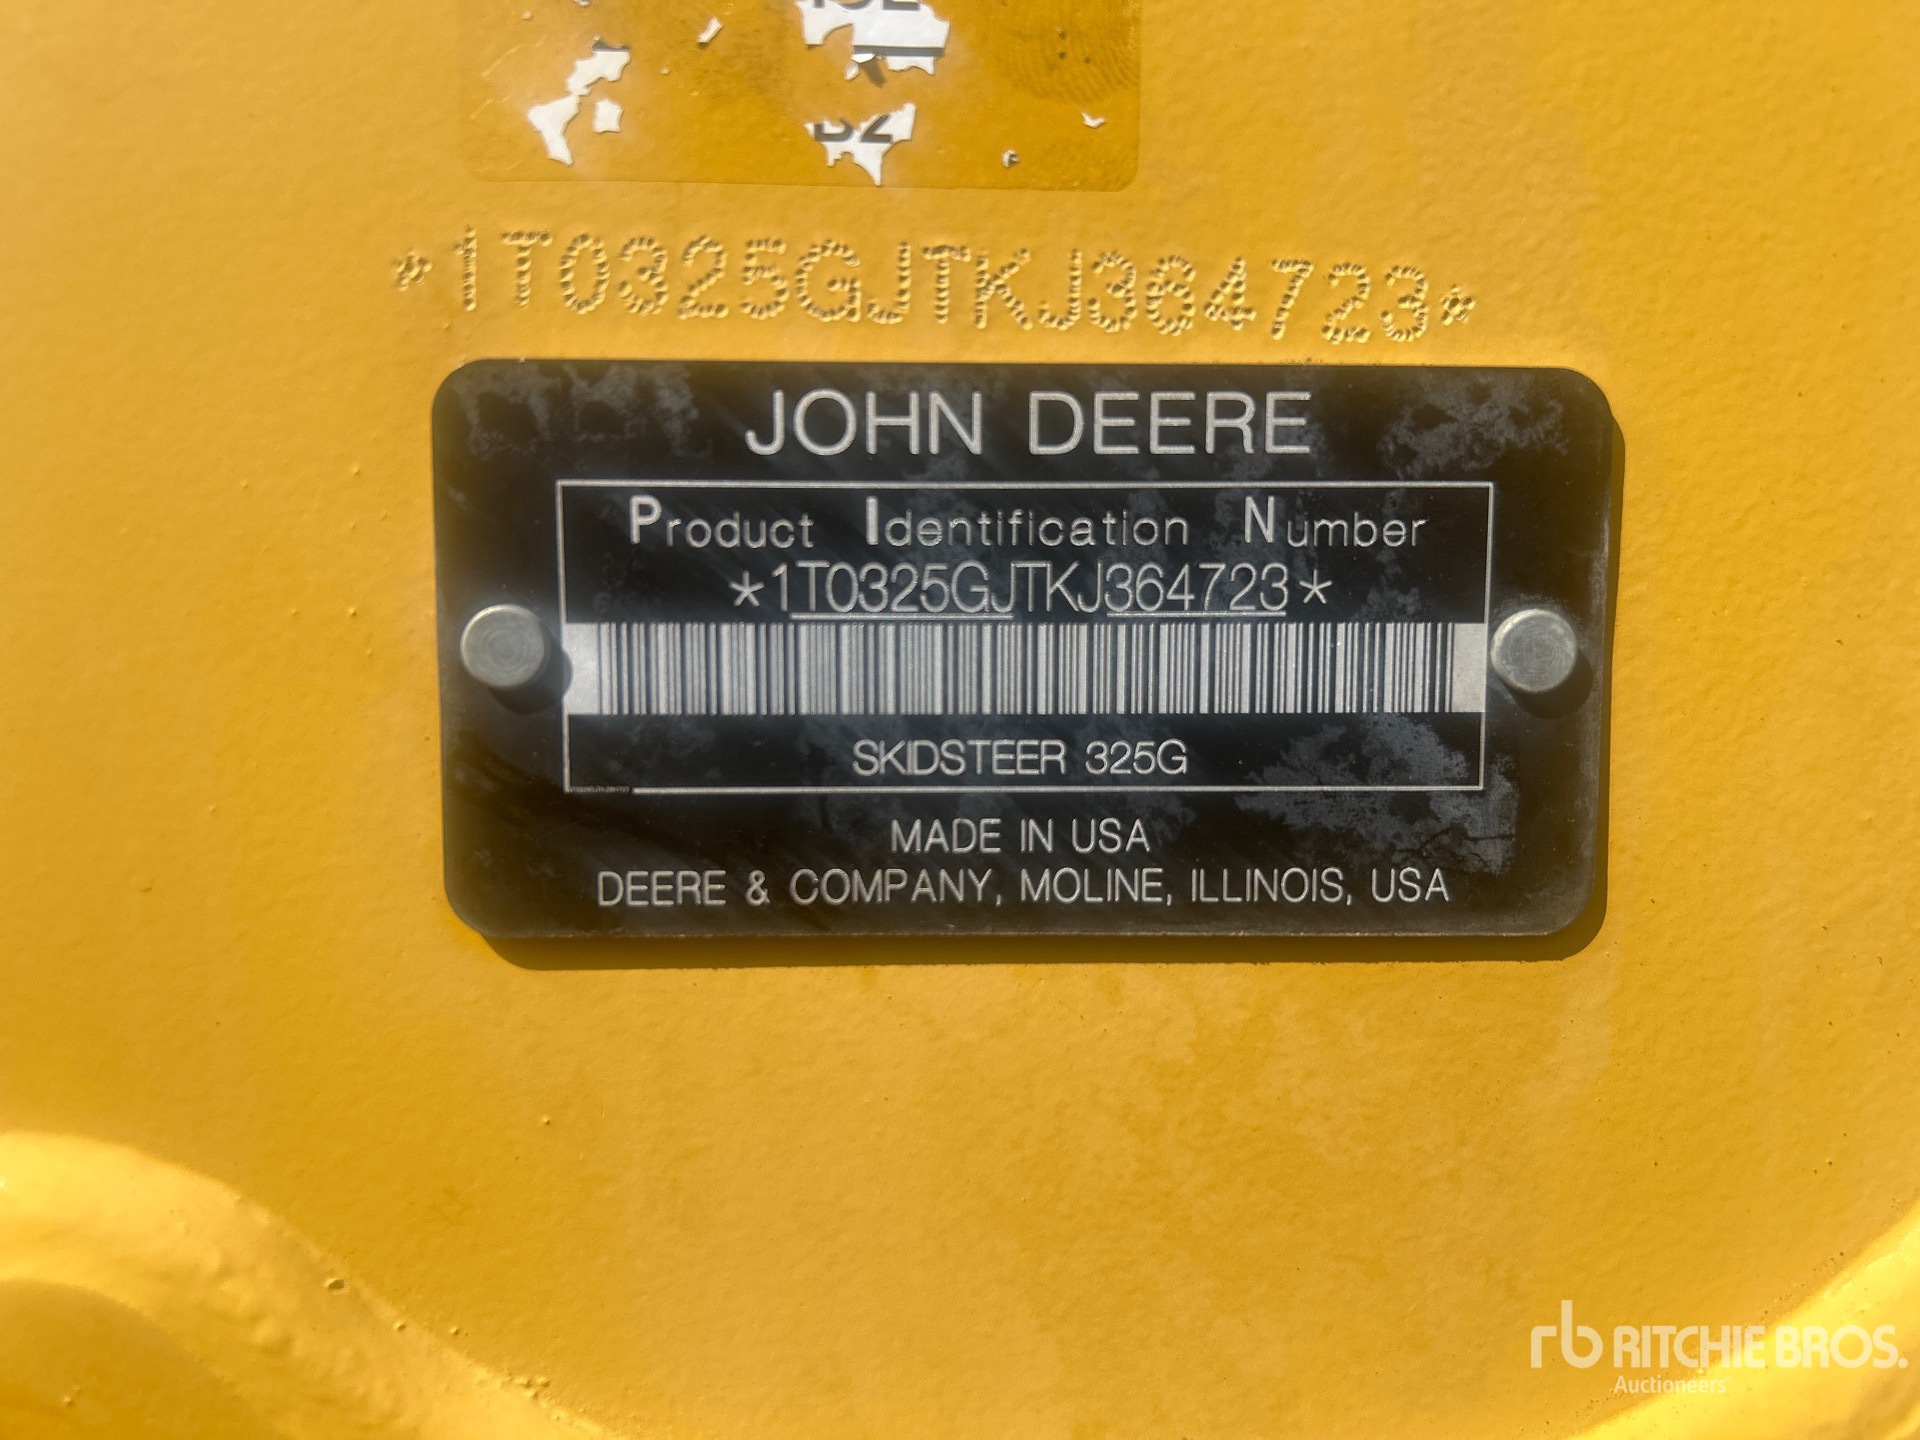 *1T0325GJTKJ364723*
JOHN DEERE
Product Identification Number
*1T0325GJTKJ364723*
SKIDSTEER 325G
MADE IN USA
DEERE & COMPANY, MOLINE, ILLINOIS, USA
rb RITCHIE BROS.
Auctioneers